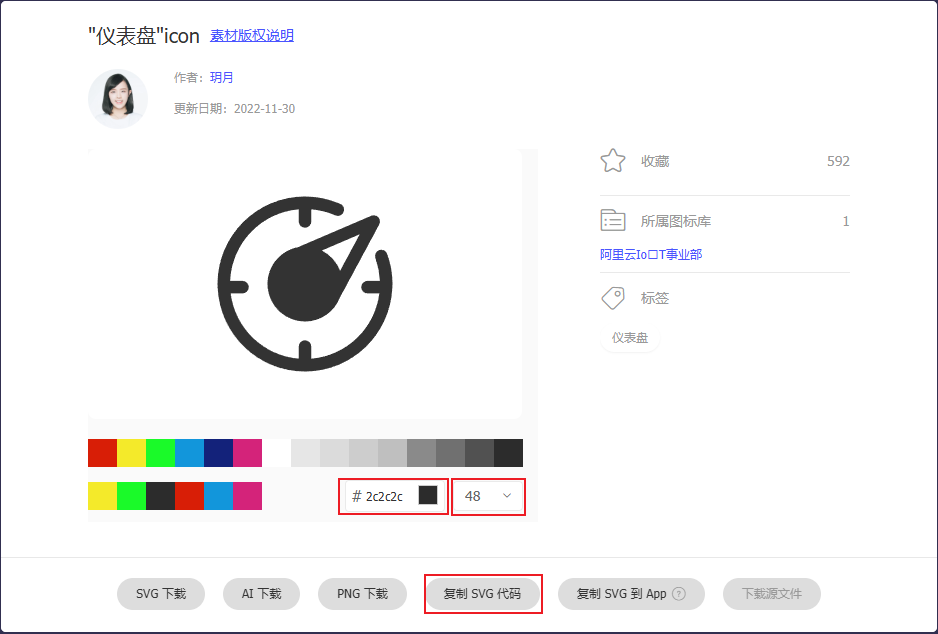 "仪表盘"icon 素材版权说明
作者：玥月
更新日期：2022-11-30
收藏 592
所属图标库 1
阿里云Io□T事业部
标签
仪表盘
# 2c2c2c 48
SVG 下载 AI 下载 PNG 下载 复制 SVG 代码 复制 SVG 到 App ? 下载源文件